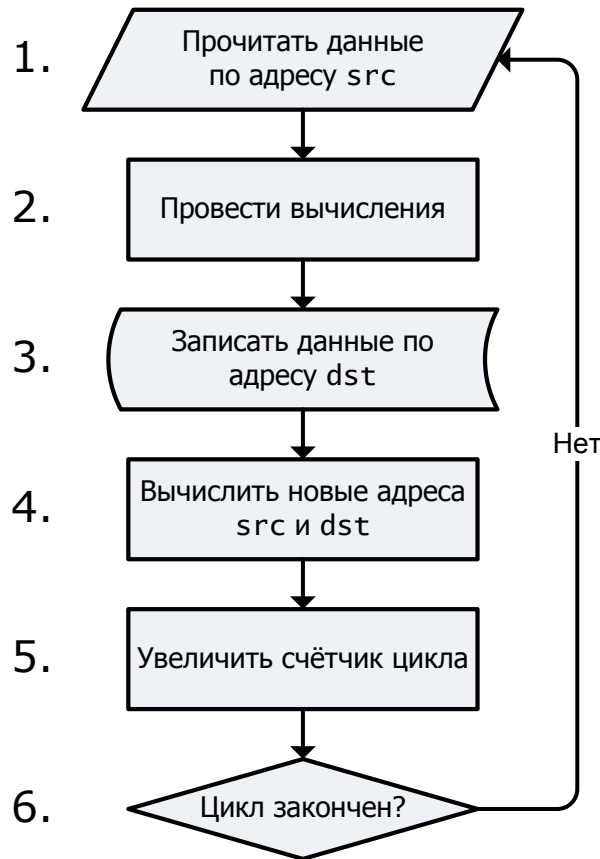 1.
Прочитать данные
по адресу src
2.
Провести вычисления
3.
Записать данные по
адресу dst
Нет
4.
Вычислить новые адреса
src и dst
5.
Увеличить счётчик цикла
6.
Цикл закончен?